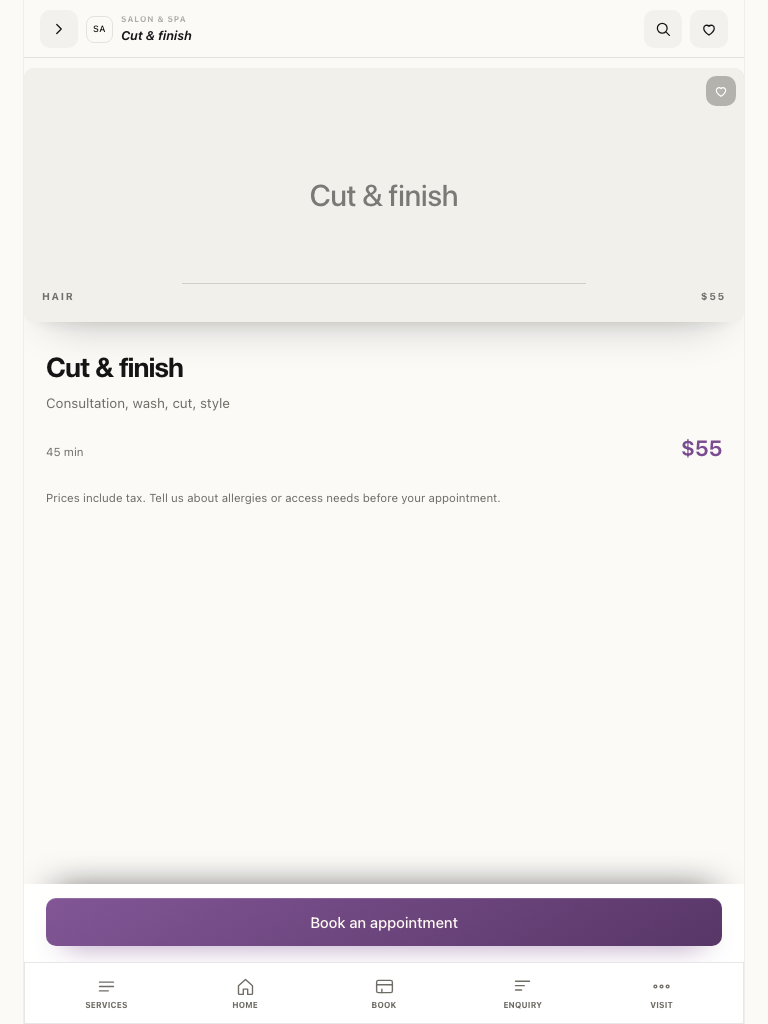 SA
SALON & SPA
Cut & finish
Cut & finish
HAIR
$55
Cut & finish
Consultation, wash, cut, style
45 min
$55
Prices include tax. Tell us about allergies or access needs before your appointment.
Book an appointment
SERVICES
HOME
BOOK
ENQUIRY
VISIT